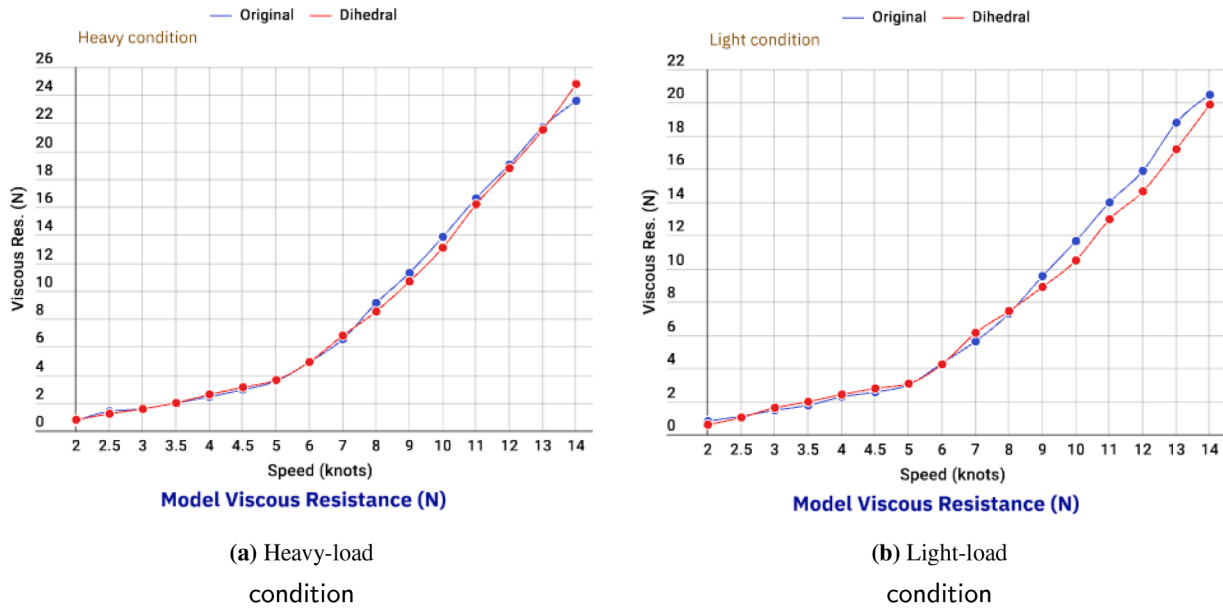 Original Dihedral
Heavy condition
26
24
22
20
18
16
14
12
10
8
6
4
2
0
Viscous Res. (N)
2 2.5 3 3.5 4 4.5 5 6 7 8 9 10 11 12 13 14
Speed (knots)
Model Viscous Resistance (N)
(a) Heavy-load
condition
Original Dihedral
Light condition
22
20
18
16
14
12
10
8
6
4
2
0
Viscous Res. (N)
2 2.5 3 3.5 4 4.5 5 6 7 8 9 10 11 12 13 14
Speed (knots)
Model Viscous Resistance (N)
(b) Light-load
condition